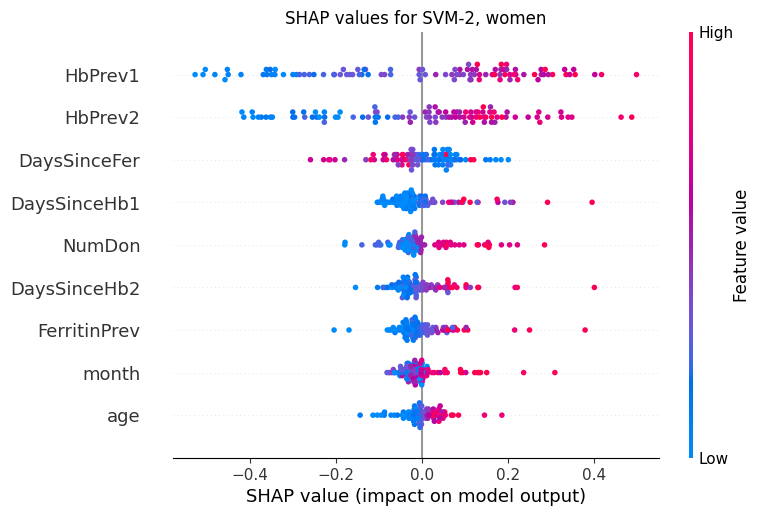 SHAP values for SVM-2, women
High
HbPrev1
HbPrev2
DaysSinceFer
DaysSinceHb1
NumDon
DaysSinceHb2
FerritinPrev
month
age
Feature value
Low
−0.4 −0.2 0.0 0.2 0.4
SHAP value (impact on model output)